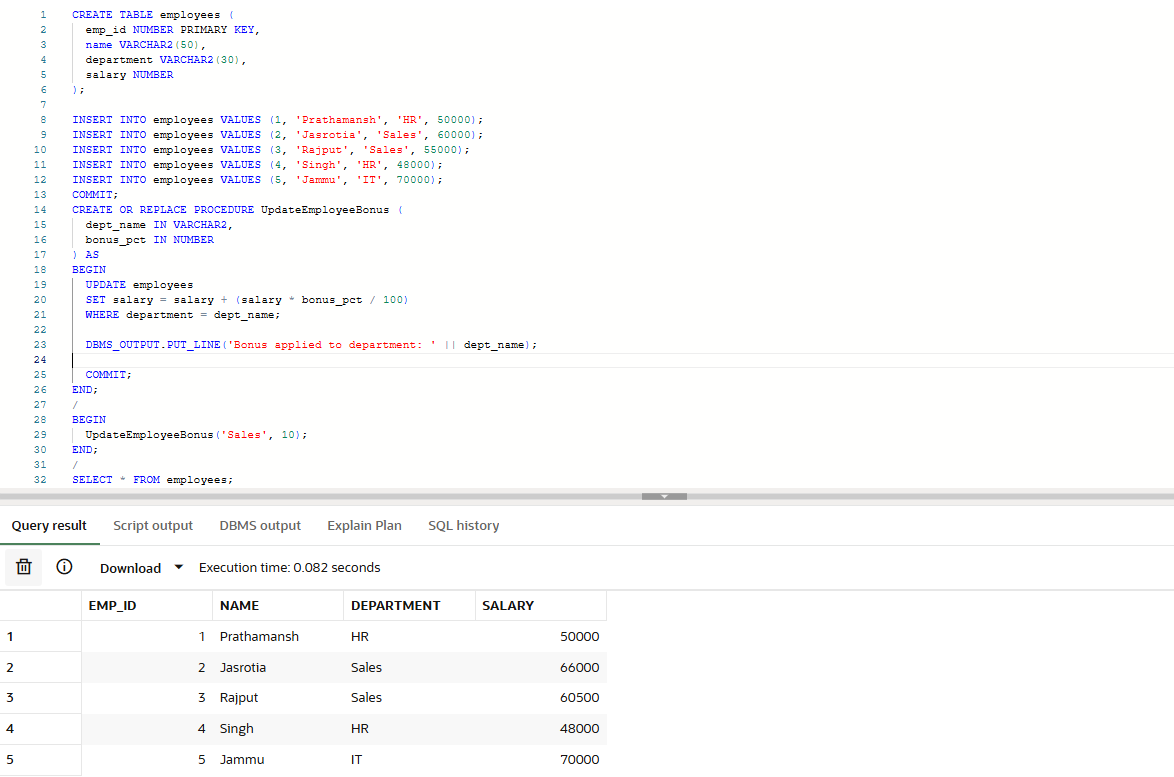 1 CREATE TABLE employees (
2 emp_id NUMBER PRIMARY KEY,
3 name VARCHAR2(50),
4 department VARCHAR2(30),
5 salary NUMBER
6 );
7
8 INSERT INTO employees VALUES (1, 'Prathamansh', 'HR', 50000);
9 INSERT INTO employees VALUES (2, 'Jasrotia', 'Sales', 60000);
10 INSERT INTO employees VALUES (3, 'Rajput', 'Sales', 55000);
11 INSERT INTO employees VALUES (4, 'Singh', 'HR', 48000);
12 INSERT INTO employees VALUES (5, 'Jammu', 'IT', 70000);
13 COMMIT;
14 CREATE OR REPLACE PROCEDURE UpdateEmployeeBonus (
15 dept_name IN VARCHAR2,
16 bonus_pct IN NUMBER
17 ) AS
18 BEGIN
19 UPDATE employees
20 SET salary = salary + (salary * bonus_pct / 100)
21 WHERE department = dept_name;
22
23 DBMS_OUTPUT.PUT_LINE('Bonus applied to department: ' || dept_name);
24
25 COMMIT;
26 END;
27 /
28 BEGIN
29 UpdateEmployeeBonus('Sales', 10);
30 END;
31 /
32 SELECT * FROM employees;
Query result Script output DBMS output Explain Plan SQL history
Download Execution time: 0.082 seconds
EMP_ID NAME DEPARTMENT SALARY
1 1 Prathamansh HR 50000
2 2 Jasrotia Sales 66000
3 3 Rajput Sales 60500
4 4 Singh HR 48000
5 5 Jammu IT 70000